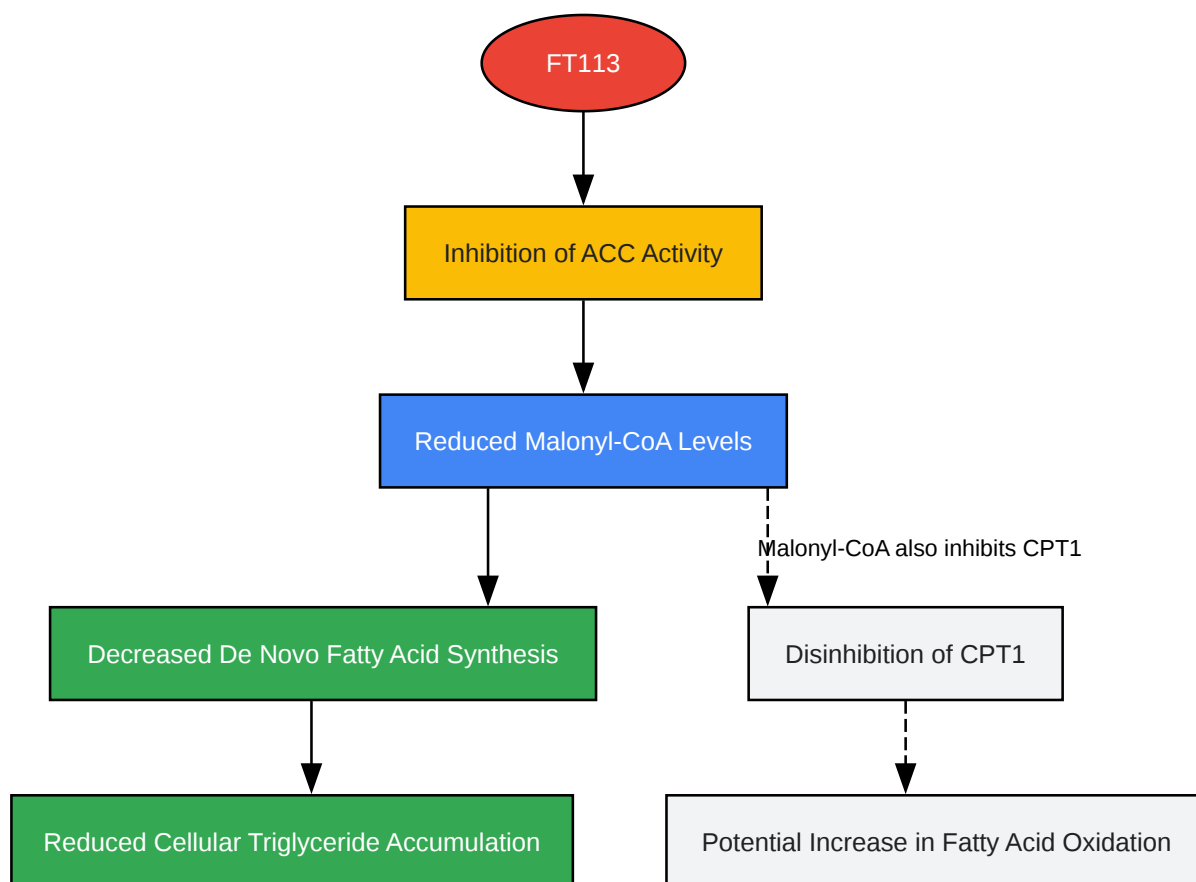 FT113
Inhibition of ACC Activity
Reduced Malonyl-CoA Levels
Malonyl-CoA also inhibits CPT1
Decreased De Novo Fatty Acid Synthesis
Disinhibition of CPT1
Reduced Cellular Triglyceride Accumulation
Potential Increase in Fatty Acid Oxidation